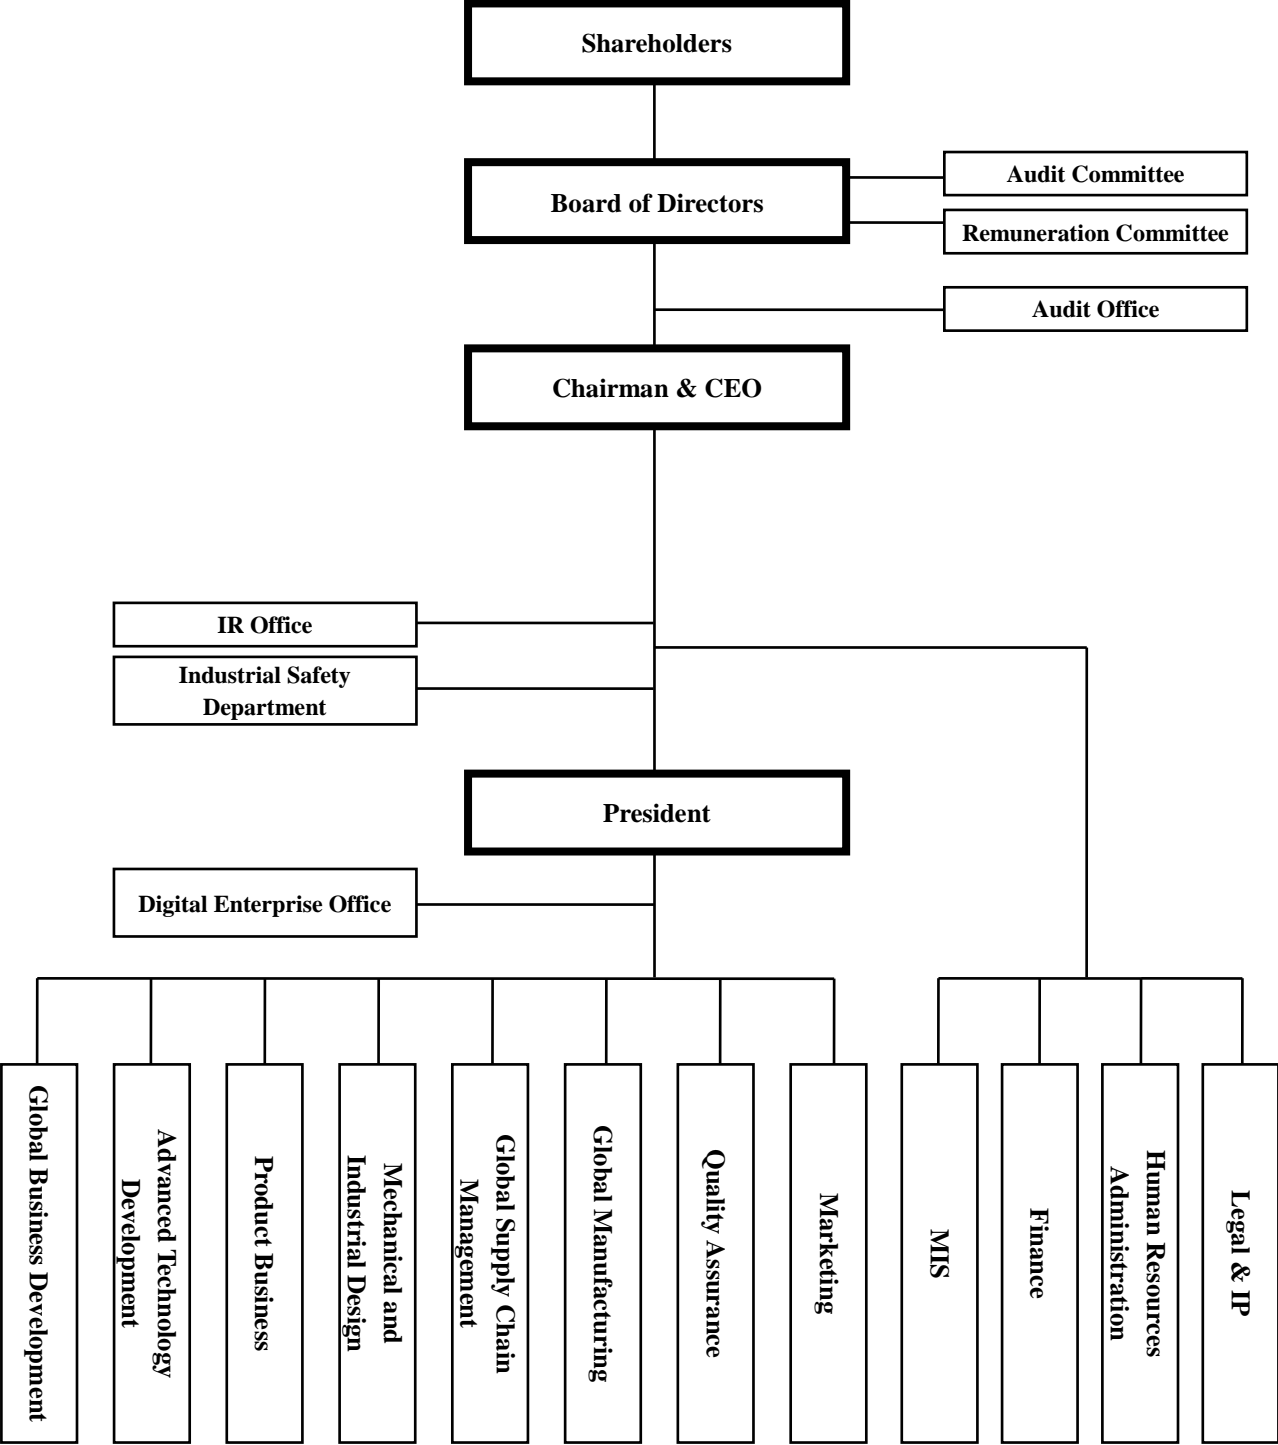 Shareholders
Board of Directors
Audit Committee
Remuneration Committee
Audit Office
Chairman & CEO
IR Office
Industrial Safety
Department
President
Digital Enterprise Office
Global Business Development
Advanced Technology
Development
Product Business
Mechanical and
Industrial Design
Global Supply Chain
Management
Global Manufacturing
Quality Assurance
Marketing
MIS
Finance
Human Resources
Administration
Legal & IP